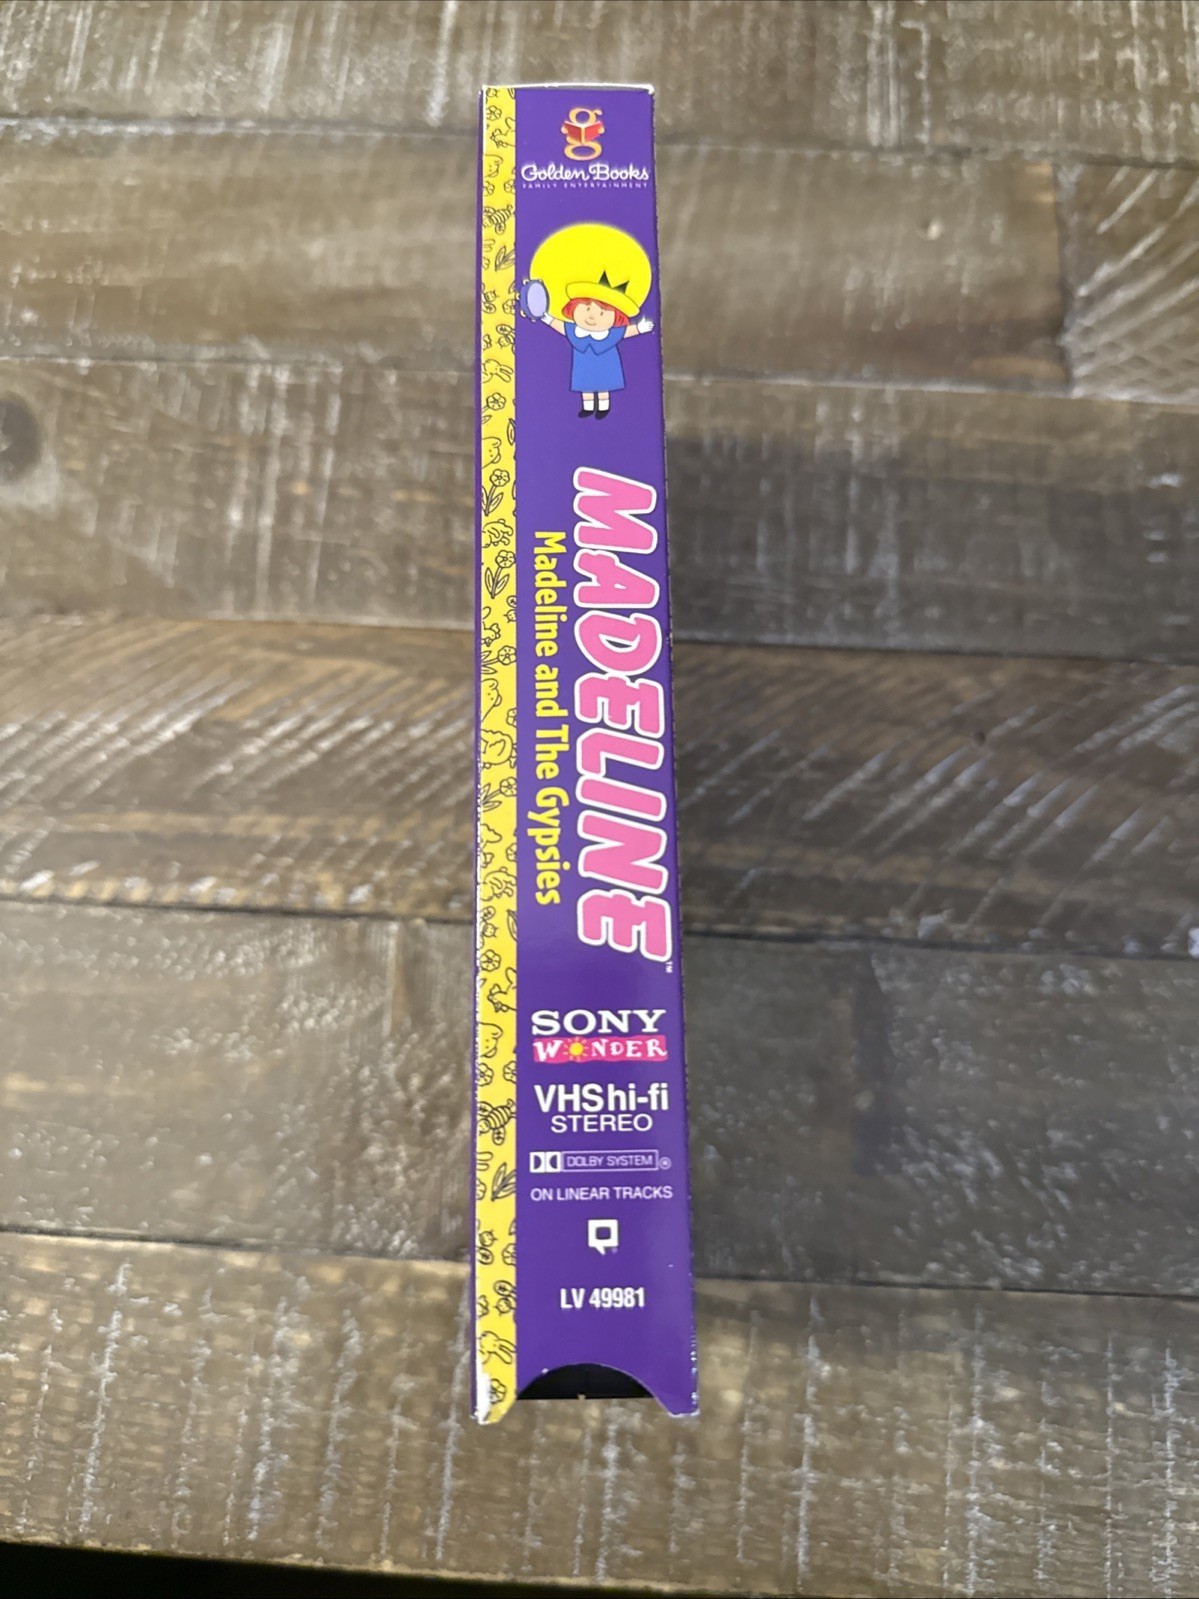 Golden Books
FAMILY ENTERTAINMENT
MADELINE™
Madeline and The Gypsies
SONY
WONDER
VHS hi-fi
STEREO
DOLBY SYSTEM®
ON LINEAR TRACKS
LV 49981